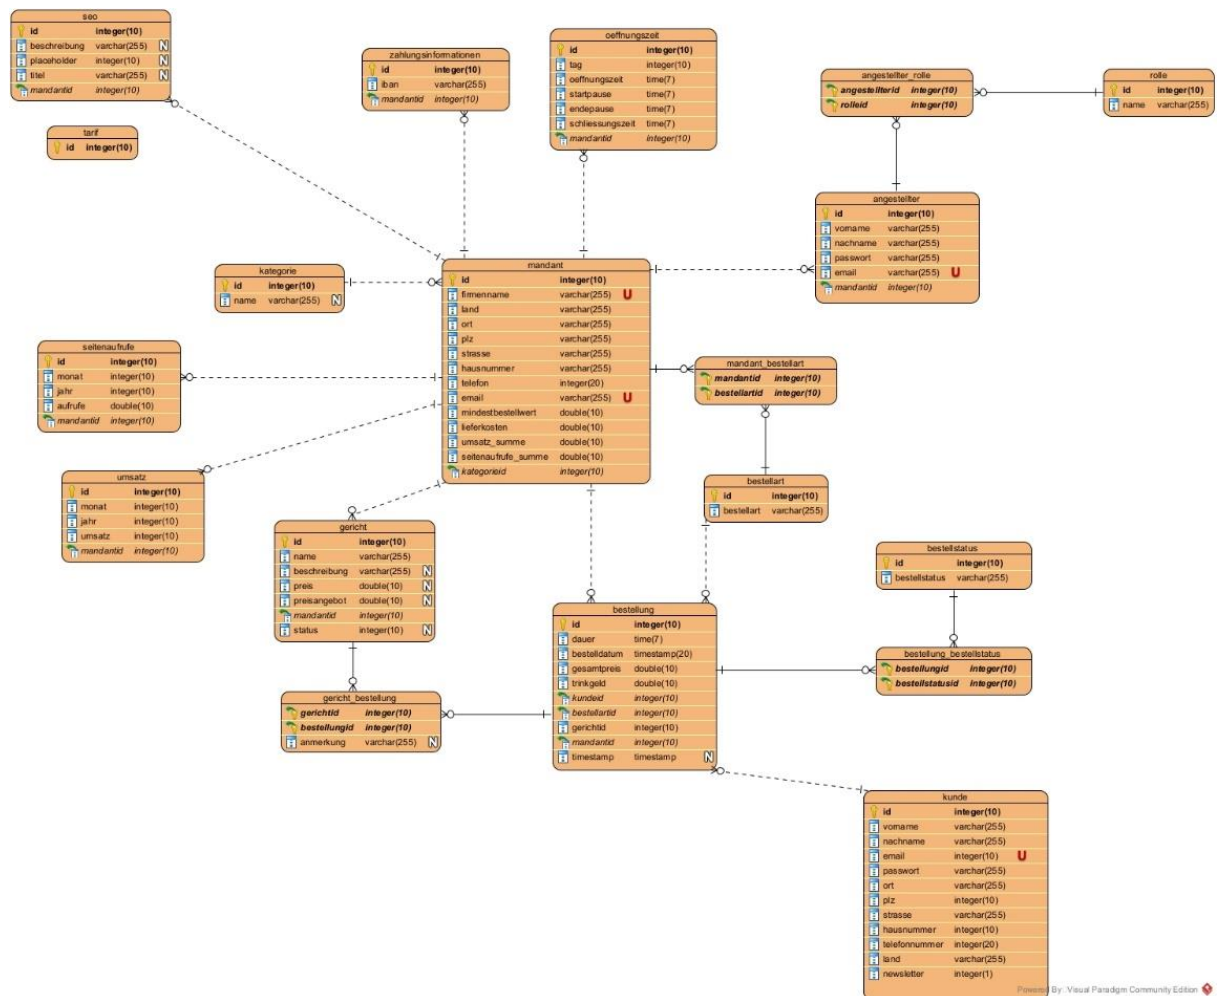 seo
id integer(10)
beschreibung varchar(255) N
placeholder integer(10) N
titel varchar(255) N
mandantid integer(10)
tarif
id integer(10)
zahlungsinformationen
id integer(10)
iban varchar(255)
mandantid integer(10)
oeffnungszeit
id integer(10)
tag integer(10)
oeffnungszeit time(7)
startpause time(7)
endepause time(7)
schliessungszeit time(7)
mandantid integer(10)
angestellter_rolle
angestellterid integer(10)
rolleid integer(10)
rolle
id integer(10)
name varchar(255)
angestellter
id integer(10)
vorname varchar(255)
nachname varchar(255)
passwort varchar(255)
email varchar(255) U
mandantid integer(10)
kategorie
id integer(10)
name varchar(255) N
mandant
id integer(10)
firmenname varchar(255) U
land varchar(255)
ort varchar(255)
plz varchar(255)
strasse varchar(255)
hausnummer varchar(255)
telefon integer(20)
email varchar(255) U
mindestbestellwert double(10)
lieferkosten double(10)
umsatz_summe double(10)
seitenaufrufe_summe double(10)
kategorieid integer(10)
seitenaufrufe
id integer(10)
monat integer(10)
jahr integer(10)
aufrufe double(10)
mandantid integer(10)
mandant_bestellart
mandantid integer(10)
bestellartid integer(10)
umsatz
id integer(10)
monat integer(10)
jahr integer(10)
umsatz integer(10)
mandantid integer(10)
bestellart
id integer(10)
bestellart varchar(255)
gericht
id integer(10)
name varchar(255)
beschreibung varchar(255) N
preis double(10) N
preisangebot double(10) N
mandantid integer(10)
status integer(10) N
bestellstatus
id integer(10)
bestellstatus varchar(255)
bestellung
id integer(10)
dauer time(7)
bestelldatum timestamp(20)
gesamtpreis double(10)
trinkgeld double(10)
kundeid integer(10)
bestellartid integer(10)
gerichtid integer(10)
mandantid integer(10)
timestamp timestamp N
bestellung_bestellstatus
bestellungid integer(10)
bestellstatusid integer(10)
gericht_bestellung
gerichtid integer(10)
bestellungid integer(10)
anmerkung varchar(255) N
kunde
id integer(10)
vorname varchar(255)
nachname varchar(255)
email integer(10) U
passwort varchar(255)
ort varchar(255)
plz integer(10)
strasse varchar(255)
hausnummer integer(10)
telefonnummer integer(20)
land varchar(255)
newsletter integer(1)
Powered By: Visual Paradigm Community Edition